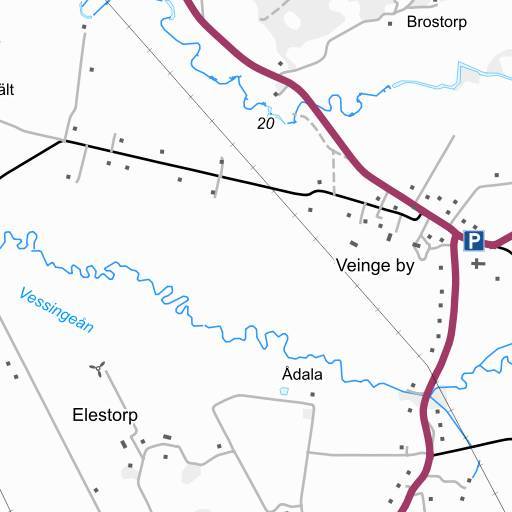 Brostorp
ält
20
P
Veinge by
Vessingeån
Ådala
Elestorp